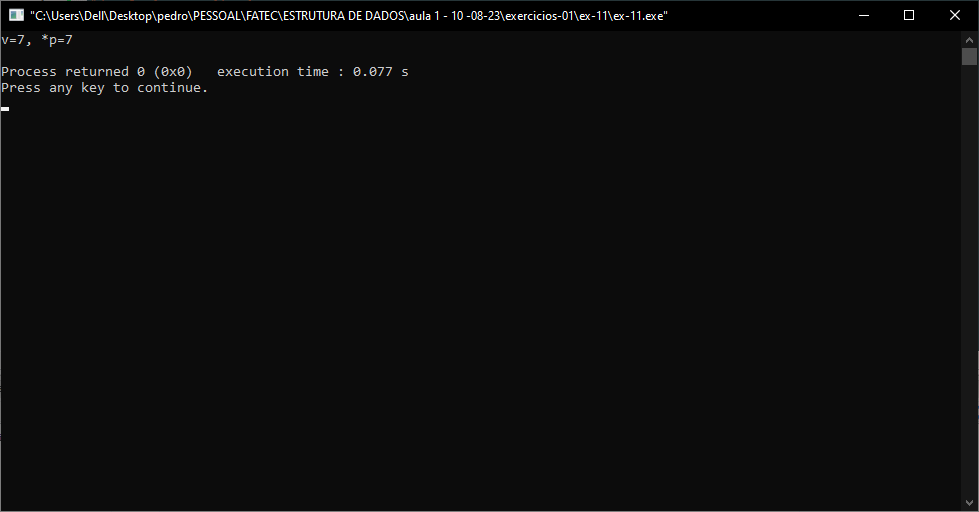 "C:\Users\Dell\Desktop\pedro\PESSOAL\FATEC\ESTRUTURA DE DADOS\aula 1 - 10 -08-23\exercicios-01\ex-11\ex-11.exe"
v=7, *p=7
Process returned 0 (0x0)   execution time : 0.077 s
Press any key to continue.